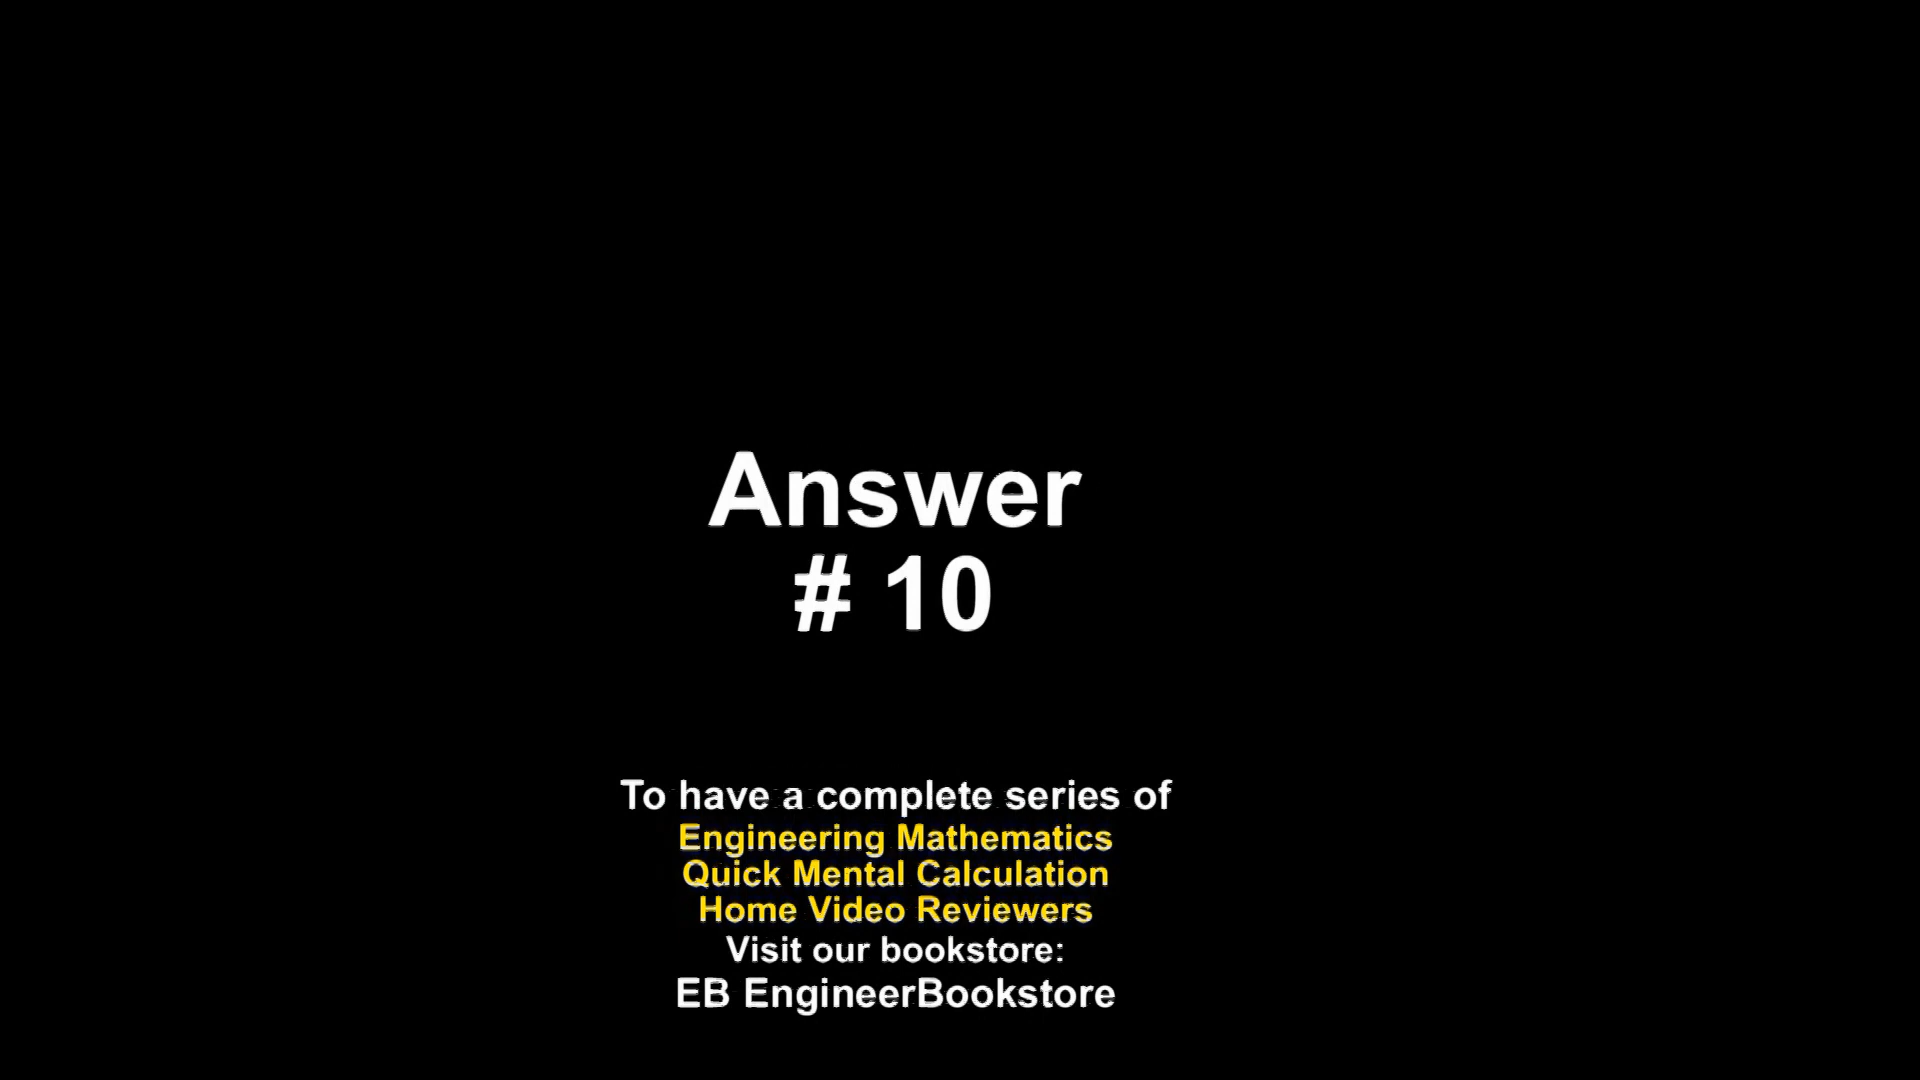 Answer
# 10
To have a complete series of
Engineering Mathematics
Quick Mental Calculation
Home Video Reviewers
Visit our bookstore:
EB EngineerBookstore